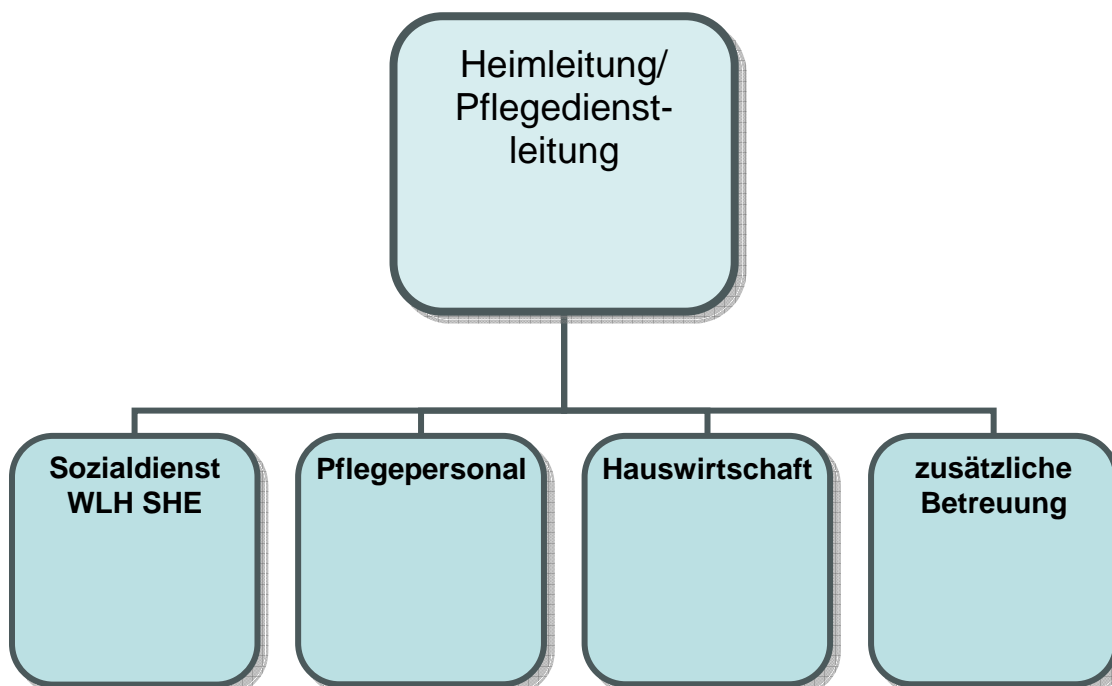 Heimleitung/
Pflegedienst-
leitung
Sozialdienst
WLH SHE
Pflegepersonal
Hauswirtschaft
zusätzliche
Betreuung